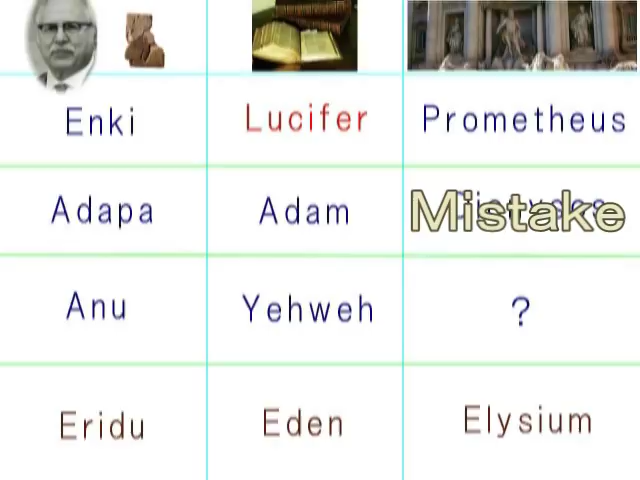 Enki Lucifer Prometheus
Adapa Adam Mistake
Anu Yehweh ?
Eridu Eden Elysium